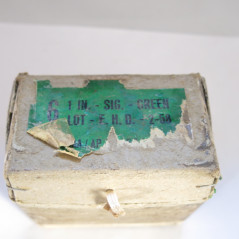 1 IN. - SIG. - GREEN
LOT - F. H. D. - 2-54